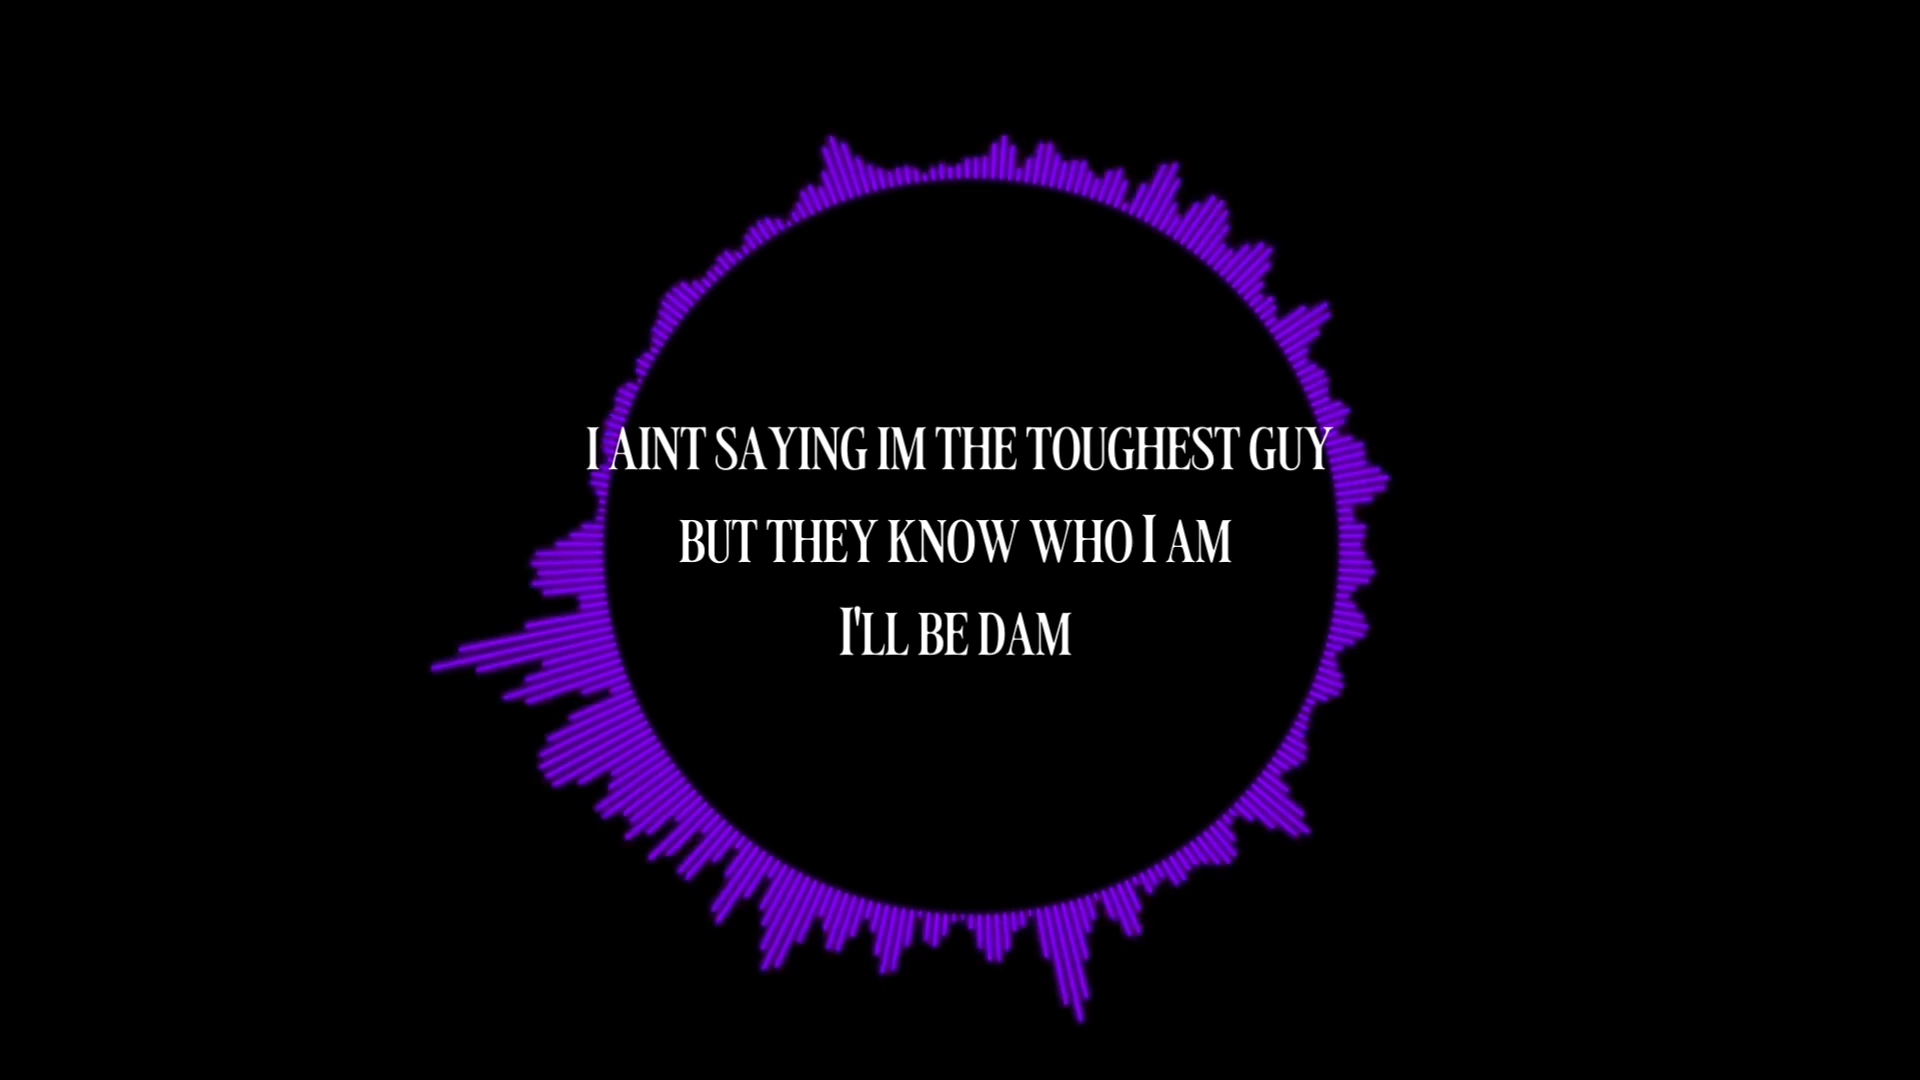 I AINT SAYING IM THE TOUGHEST GUY
BUT THEY KNOW WHO I AM
I'LL BE DAM